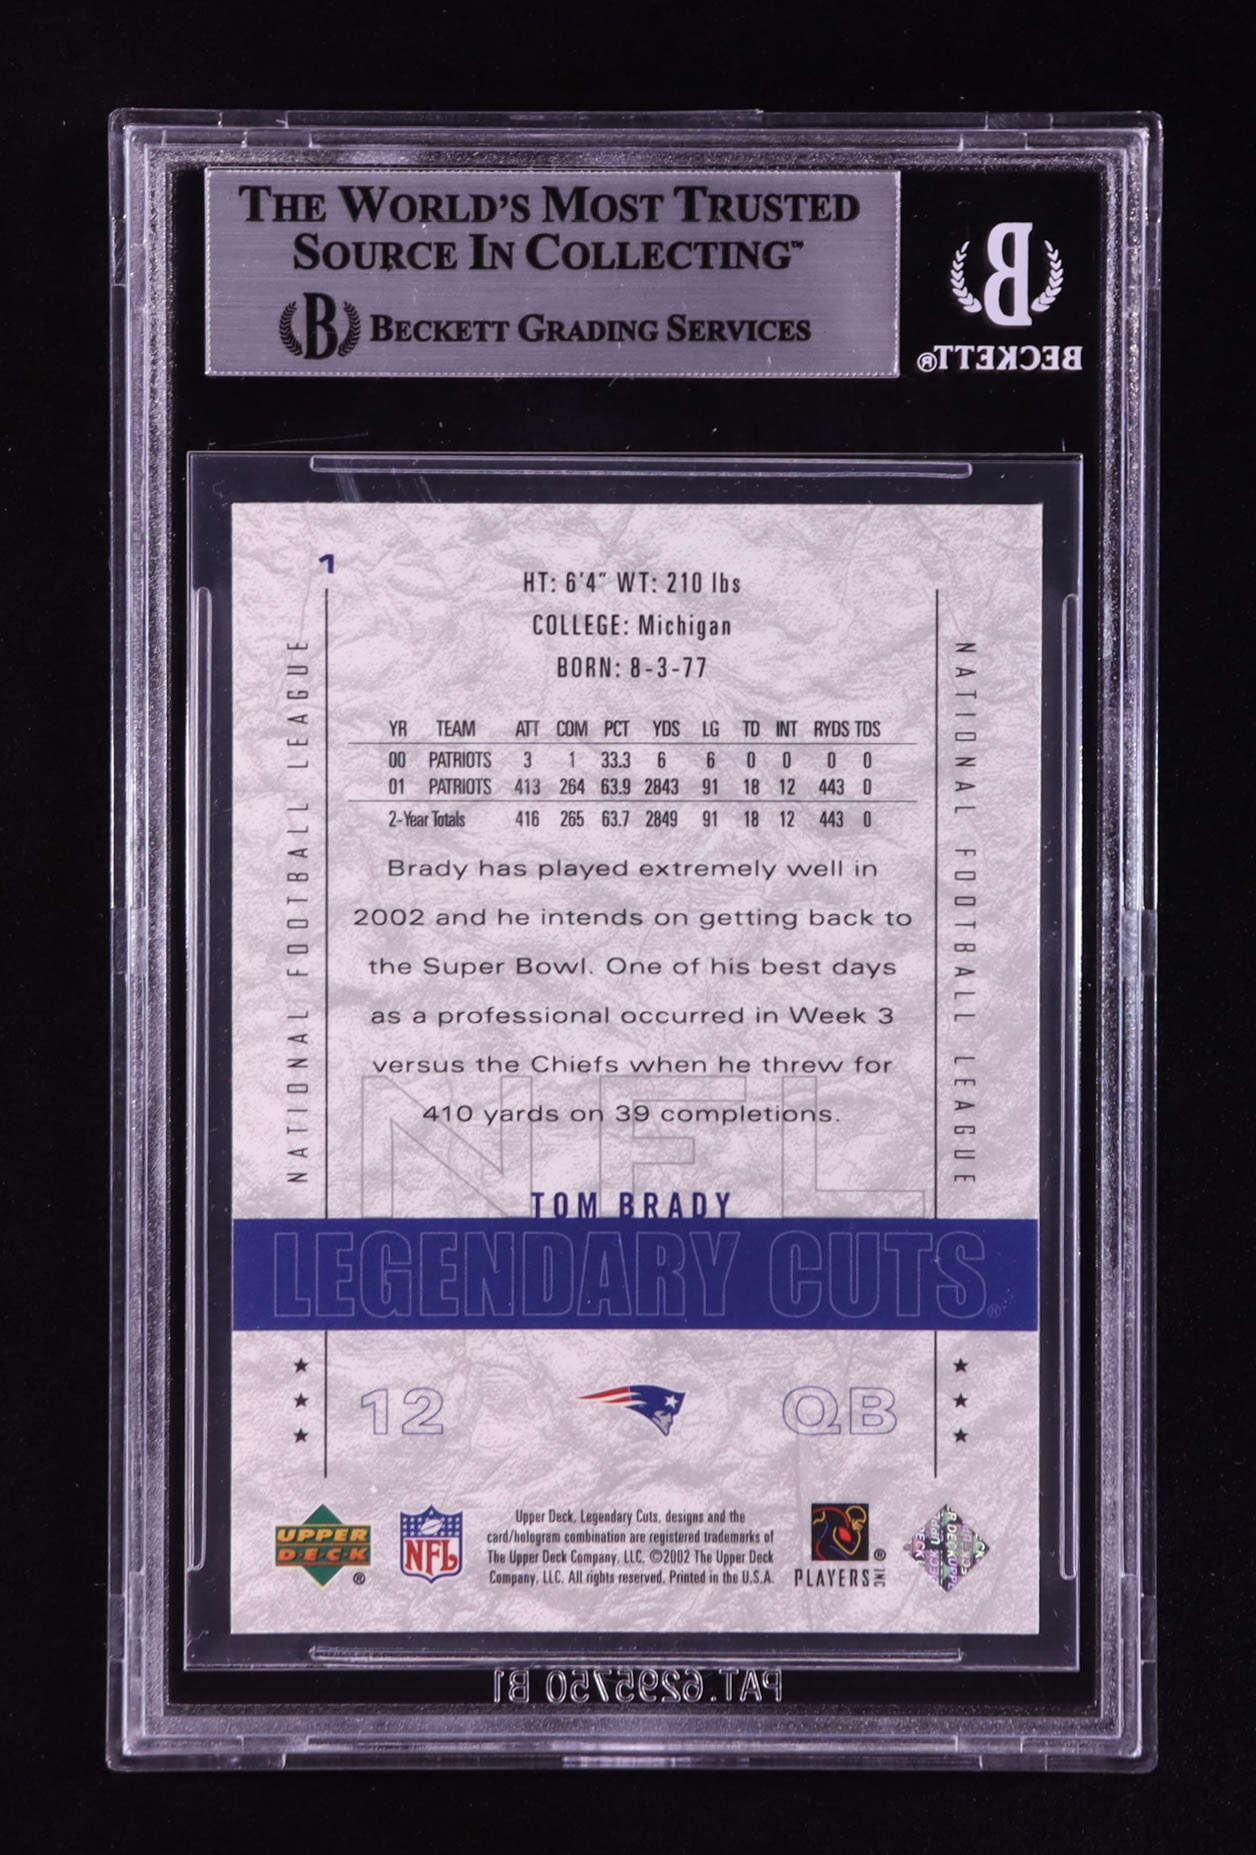 THE WORLD'S MOST TRUSTED
SOURCE IN COLLECTING™
B BECKETT GRADING SERVICES
B
BECKETT®
1
HT: 6'4" WT: 210 lbs
COLLEGE: Michigan
BORN: 8-3-77
NATIONAL FOOTBALL LEAGUE
NATIONAL FOOTBALL LEAGUE
YR TEAM ATT COM PCT YDS LG TD INT RYDS TDS
00 PATRIOTS 3 1 33.3 6 6 0 0 0 0
01 PATRIOTS 413 264 63.9 2843 91 18 12 443 0
2-Year Totals 416 265 63.7 2849 91 18 12 443 0
Brady has played extremely well in
2002 and he intends on getting back to
the Super Bowl. One of his best days
as a professional occurred in Week 3
versus the Chiefs when he threw for
410 yards on 39 completions.
NFL
TOM BRADY
LEGENDARY CUTS®
12 QB
UPPER
DECK®
NFL
Upper Deck, Legendary Cuts, designs and the
card/hologram combination are registered trademarks of
The Upper Deck Company, LLC. ©2002 The Upper Deck
Company, LLC. All rights reserved. Printed in the U.S.A.
PLAYERS INC®
PAT.6295750 B1